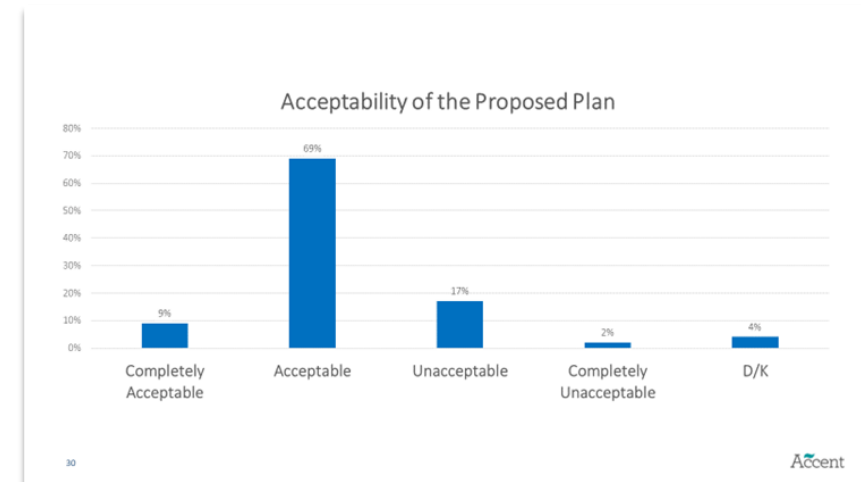 Acceptability of the Proposed Plan
80%
70%
60%
50%
40%
30%
20%
10%
0%
9%
69%
17%
2%
4%
Completely
Acceptable
Acceptable
Unacceptable
Completely
Unacceptable
D/K
30
Accent